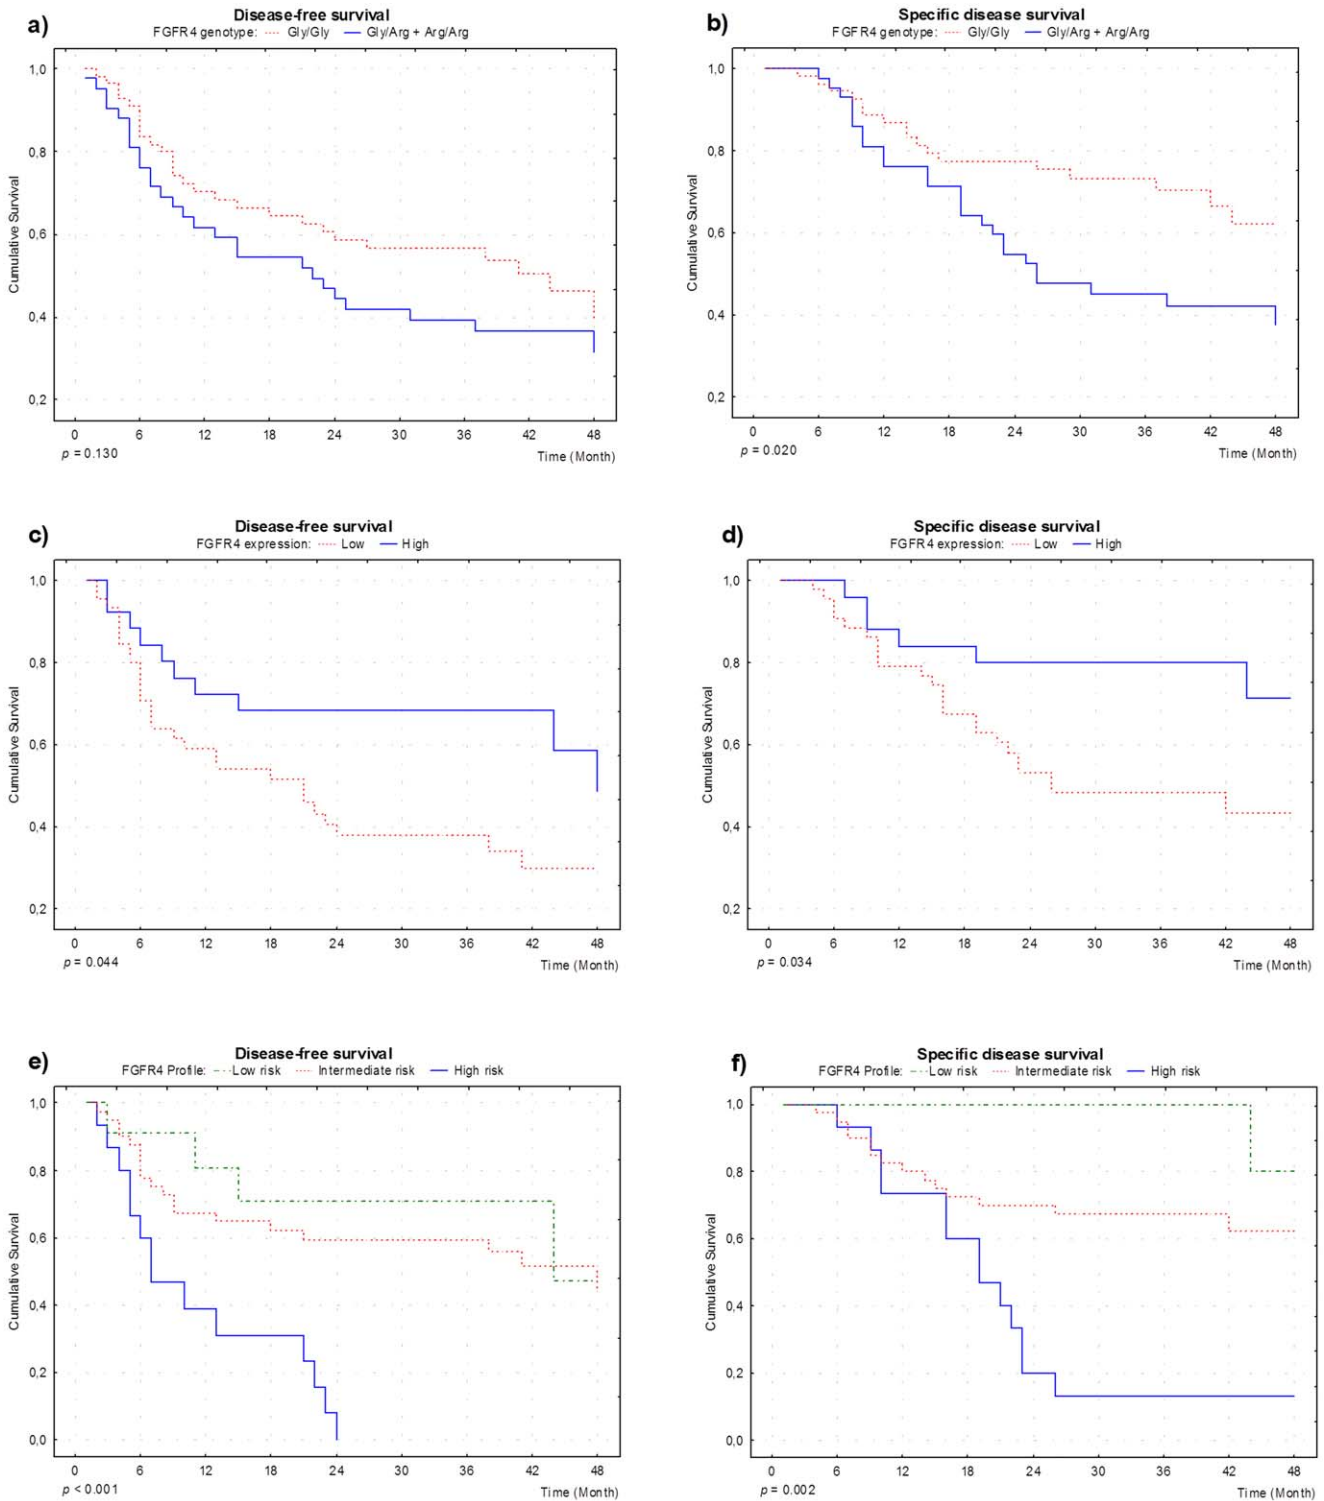 a)
Disease-free survival
FGFR4 genotype: Gly/Gly Gly/Arg + Arg/Arg
Cumulative Survival
1,0
0,8
0,6
0,4
0,2
0 6 12 18 24 30 36 42 48
p = 0.130
Time (Month)
b)
Specific disease survival
FGFR4 genotype: Gly/Gly Gly/Arg + Arg/Arg
Cumulative Survival
1,0
0,8
0,6
0,4
0,2
0 6 12 18 24 30 36 42 48
p = 0.020
Time (Month)
c)
Disease-free survival
FGFR4 expression: Low High
Cumulative Survival
1,0
0,8
0,6
0,4
0,2
0 6 12 18 24 30 36 42 48
p = 0.044
Time (Month)
d)
Specific disease survival
FGFR4 expression: Low High
Cumulative Survival
1,0
0,8
0,6
0,4
0,2
0 6 12 18 24 30 36 42 48
p = 0.034
Time (Month)
e)
Disease-free survival
FGFR4 Profile: Low risk Intermediate risk High risk
Cumulative Survival
1,0
0,8
0,6
0,4
0,2
0,0
0 6 12 18 24 30 36 42 48
p < 0.001
Time (Month)
f)
Specific disease survival
FGFR4 Profile: Low risk Intermediate risk High risk
Cumulative Survival
1,0
0,8
0,6
0,4
0,2
0,0
0 6 12 18 24 30 36 42 48
p = 0.002
Time (Month)